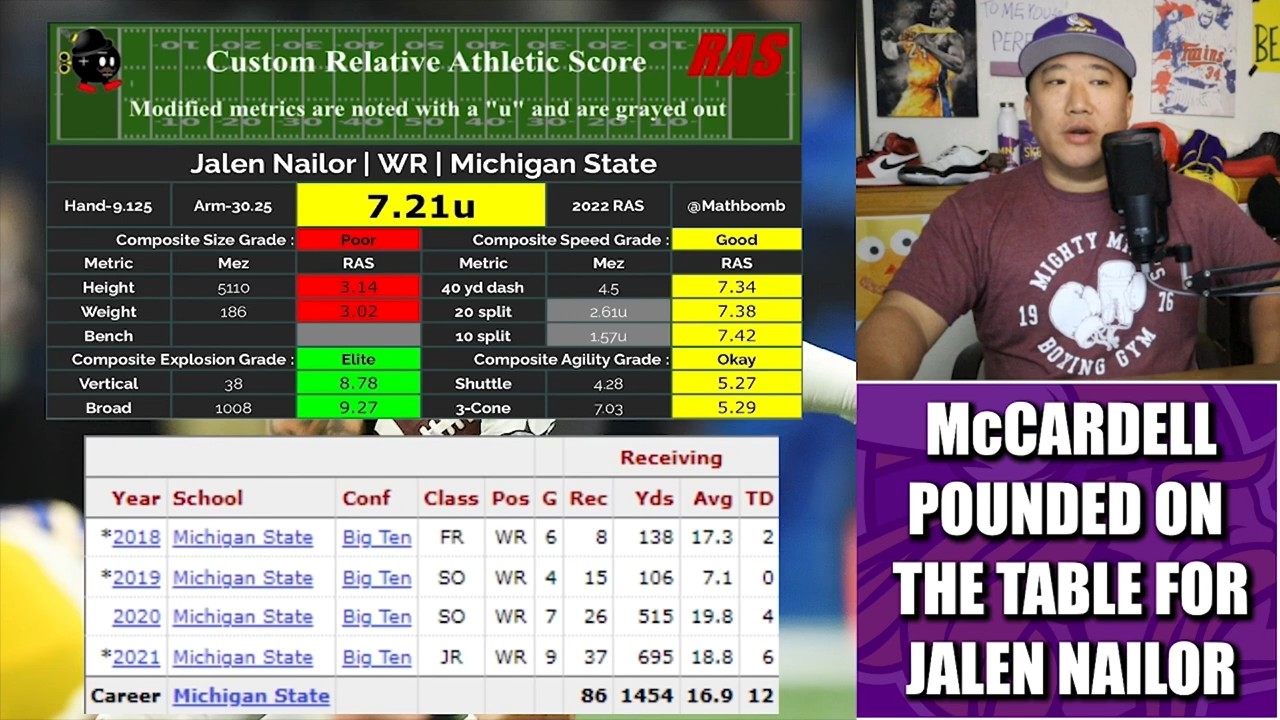 Custom Relative Athletic Score
RAS
Modified metrics are noted with a "u" and are grayed out
Jalen Nailor | WR | Michigan State
Hand-9.125 Arm-30.25 7.21u 2022 RAS @Mathbomb
Composite Size Grade : Poor Composite Speed Grade : Good
Metric Mez RAS Metric Mez RAS
Height 5110 3.14 40 yd dash 4.5 7.34
Weight 186 3.02 20 split 2.61u 7.38
Bench 10 split 1.57u 7.42
Composite Explosion Grade : Elite Composite Agility Grade : Okay
Vertical 38 8.78 Shuttle 4.28 5.27
Broad 1008 9.27 3-Cone 7.03 5.29
Receiving
Year School Conf Class Pos G Rec Yds Avg TD
*2018 Michigan State Big Ten FR WR 6 8 138 17.3 2
*2019 Michigan State Big Ten SO WR 4 15 106 7.1 0
2020 Michigan State Big Ten SO WR 7 26 515 19.8 4
*2021 Michigan State Big Ten JR WR 9 37 695 18.8 6
Career Michigan State 86 1454 16.9 12
TO ME YOU
Twins
34
BE
MIGHTY
19 76
BOXING GYM
McCARDELL
POUNDED ON
THE TABLE FOR
JALEN NAILOR